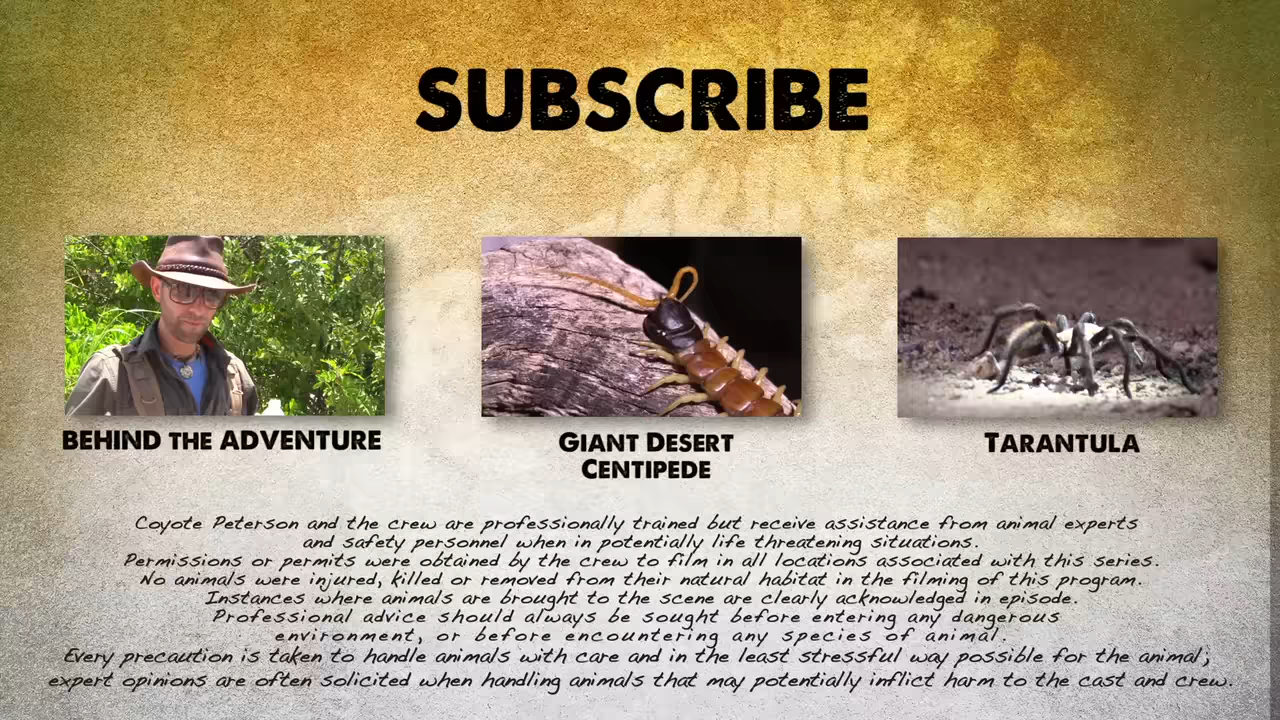 SUBSCRIBE
BEHIND THE ADVENTURE
GIANT DESERT
CENTIPEDE
TARANTULA
Coyote Peterson and the crew are professionally trained but receive assistance from animal experts
and safety personnel when in potentially life threatening situations.
Permissions or permits were obtained by the crew to film in all locations associated with this series.
No animals were injured, killed or removed from their natural habitat in the filming of this program.
Instances where animals are brought to the scene are clearly acknowledged in episode.
Professional advice should always be sought before entering any dangerous
environment, or before encountering any species of animal.
Every precaution is taken to handle animals with care and in the least stressful way possible for the animal;
expert opinions are often solicited when handling animals that may potentially inflict harm to the cast and crew.